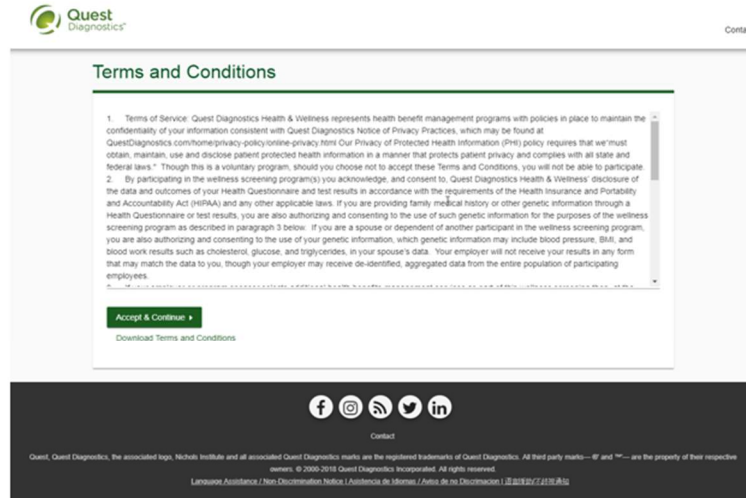 Quest
Diagnostics®
Conta
Terms and Conditions
1. Terms of Service: Quest Diagnostics Health & Wellness represents health benefit management programs with policies in place to maintain the
confidentiality of your information consistent with Quest Diagnostics Notice of Privacy Practices, which may be found at
QuestDiagnostics.com/home/privacy-policy/online-privacy.html Our Privacy of Protected Health Information (PHI) policy requires that we"must
obtain, maintain, use and disclose patient protected health information in a manner that protects patient privacy and complies with all state and
federal laws." Though this is a voluntary program, should you choose not to accept these Terms and Conditions, you will not be able to participate.
2. By participating in the wellness screening program(s) you acknowledge, and consent to, Quest Diagnostics Health & Wellness' disclosure of
the data and outcomes of your Health Questionnaire and test results in accordance with the requirements of the Health Insurance and Portability
and Accountability Act (HIPAA) and any other applicable laws. If you are providing family medical history or other genetic information through a
Health Questionnaire or test results, you are also authorizing and consenting to the use of such genetic information for the purposes of the wellness
screening program as described in paragraph 3 below. If you are a spouse or dependent of another participant in the wellness screening program,
you are also authorizing and consenting to the use of your genetic information, which genetic information may include blood pressure, BMI, and
blood work results such as cholesterol, glucose, and triglycerides, in your spouse's data. Your employer will not receive your results in any form
that may match the data to you, though your employer may receive de-identified, aggregated data from the entire population of participating
employees.
Accept & Continue
Download Terms and Conditions
Contact
Quest, Quest Diagnostics, the associated logo, Nichols Institute and all associated Quest Diagnostics marks are the registered trademarks of Quest Diagnostics. All third party marks— ®' and ™'— are the property of their respective
owners. © 2000-2018 Quest Diagnostics Incorporated. All rights reserved.
Language Assistance / Non-Discrimination Notice | Asistencia de Idiomas / Aviso de no Discriminación |